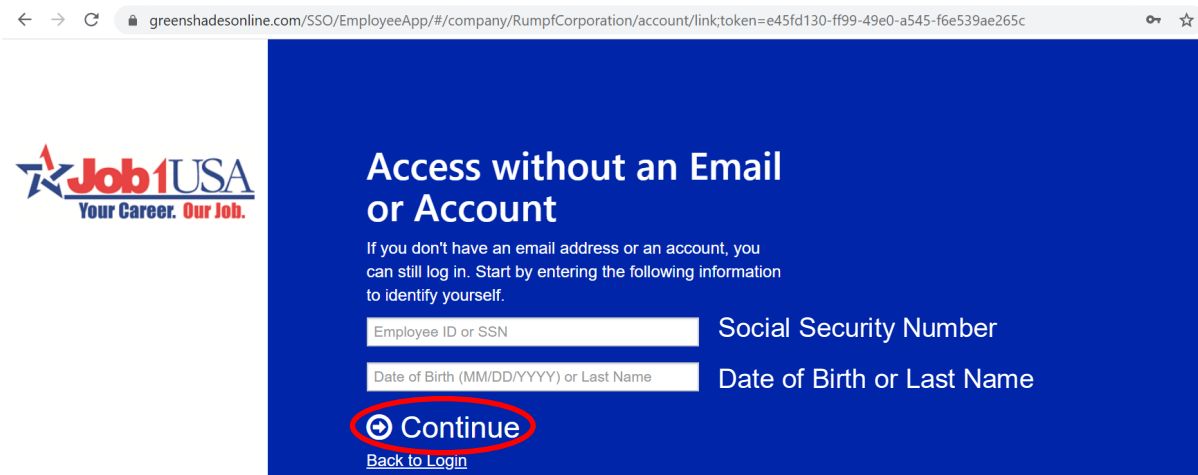 greenshadesonline.com/SSO/EmployeeApp/#/company/RumpfCorporation/account/link;token=e45fd130-ff99-49e0-a545-f6e539ae265c
Job1USA
Your Career. Our Job.
Access without an Email
or Account
If you don't have an email address or an account, you
can still log in. Start by entering the following information
to identify yourself.
Employee ID or SSN
Social Security Number
Date of Birth (MM/DD/YYYY) or Last Name
Date of Birth or Last Name
Continue
Back to Login